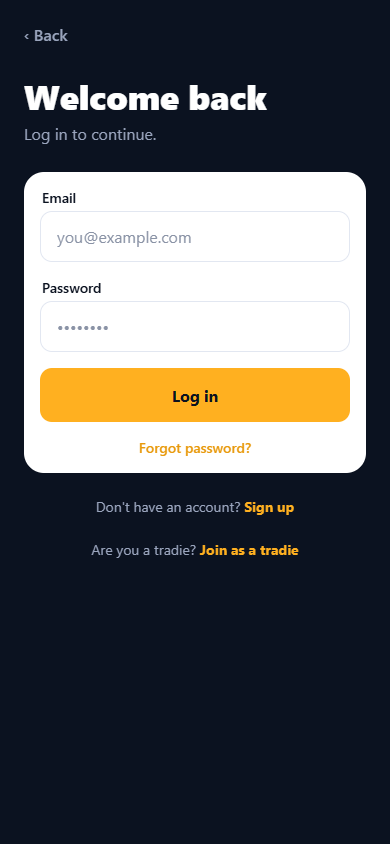 ‹ Back
Welcome back
Log in to continue.
Email
you@example.com
Password
••••••••
Log in
Forgot password?
Don't have an account? Sign up
Are you a tradie? Join as a tradie